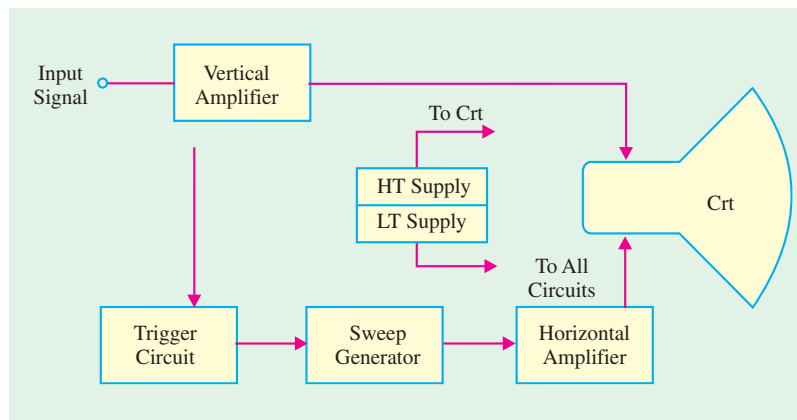 Input
Signal
Vertical
Amplifier
To Crt
HT Supply
LT Supply
Crt
To All
Circuits
Trigger
Circuit
Sweep
Generator
Horizontal
Amplifier